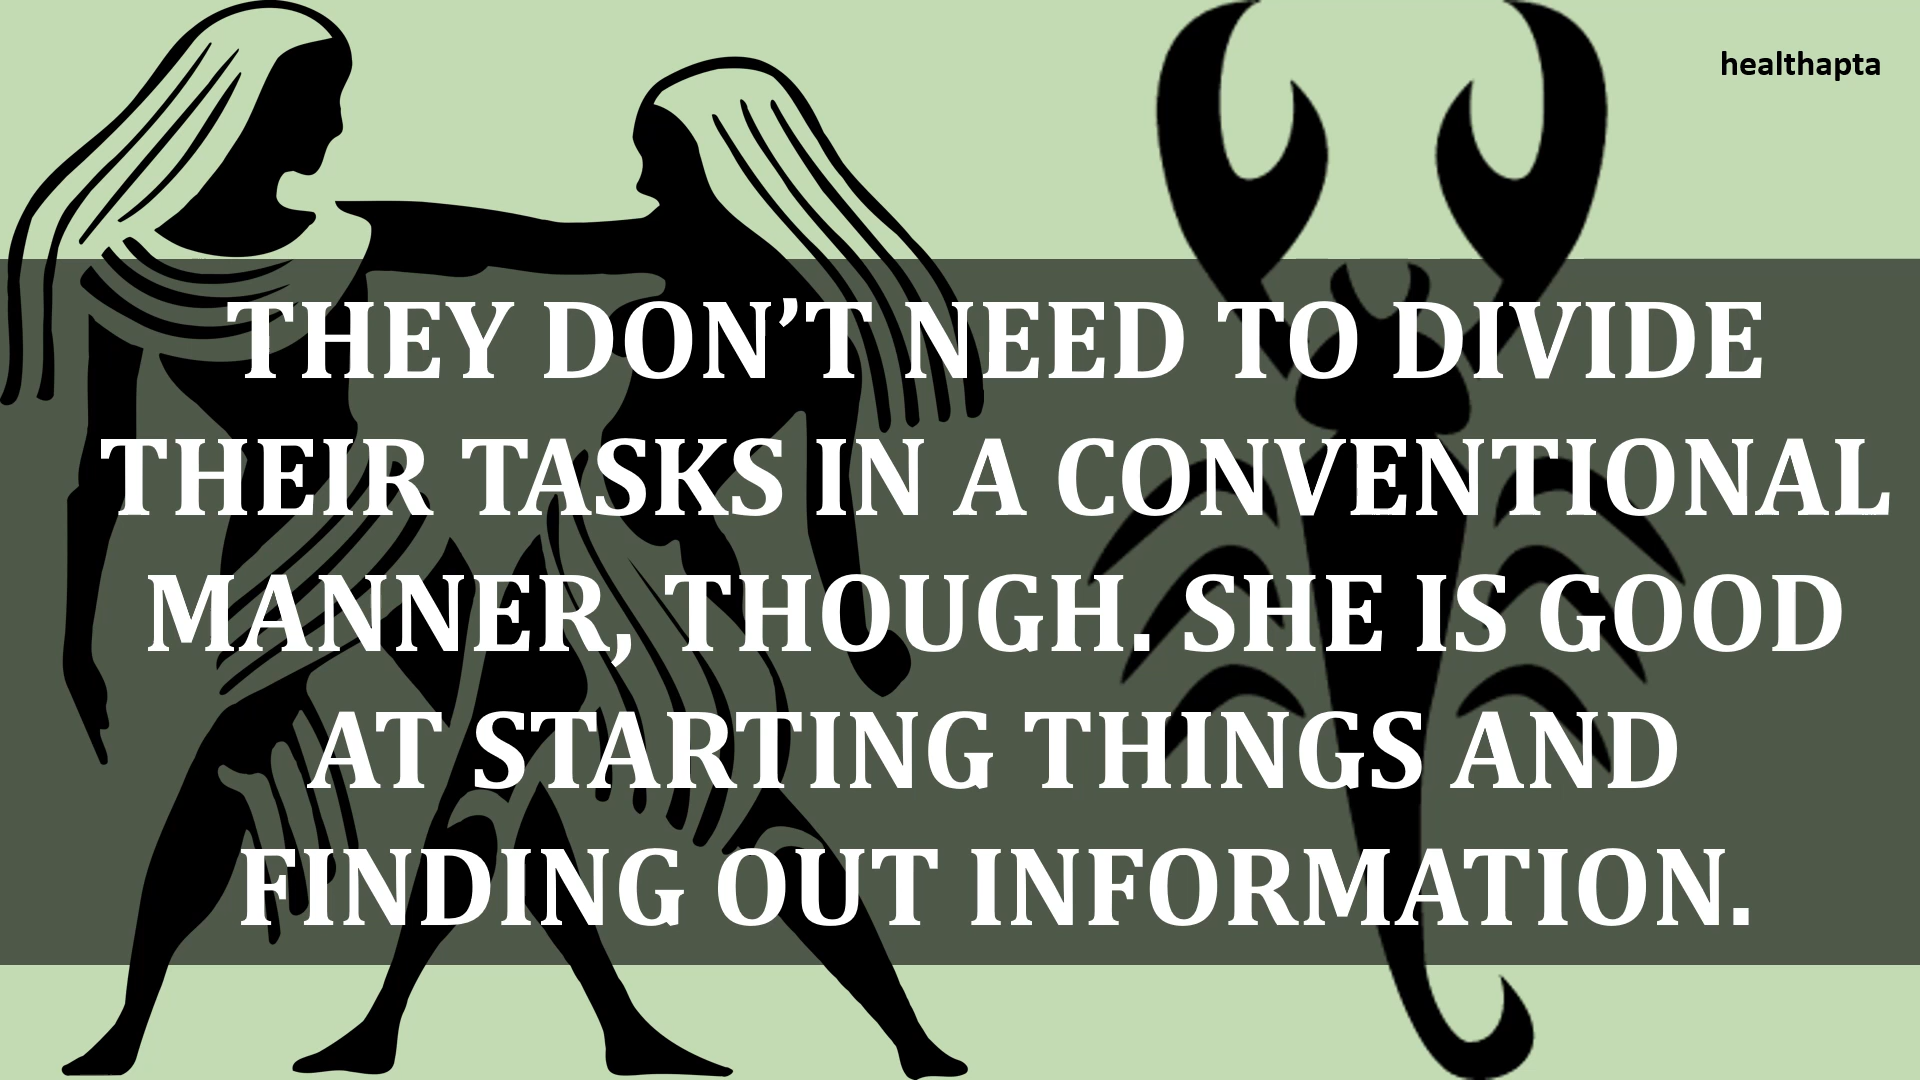 healthapta
THEY DON’T NEED TO DIVIDE
THEIR TASKS IN A CONVENTIONAL
MANNER, THOUGH. SHE IS GOOD
AT STARTING THINGS AND
FINDING OUT INFORMATION.